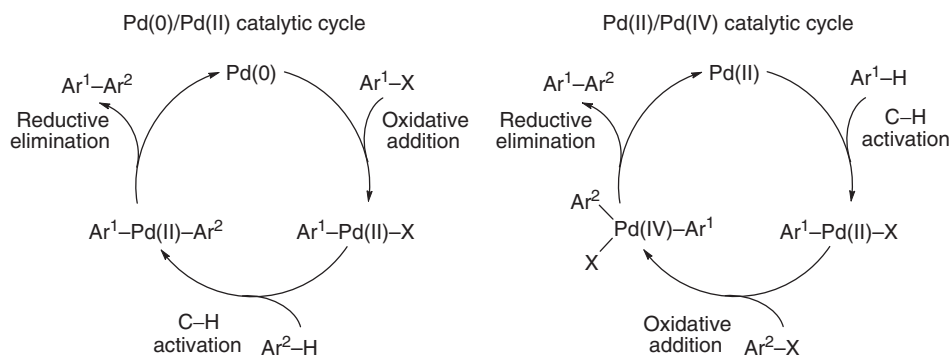 Pd(0)/Pd(II) catalytic cycle
Pd(0)
Ar¹–X
Oxidative
addition
Ar¹–Pd(II)–X
Ar²–H
C–H
activation
Ar¹–Pd(II)–Ar²
Reductive
elimination
Ar¹–Ar²
Pd(II)/Pd(IV) catalytic cycle
Pd(II)
Ar¹–H
C–H
activation
Ar¹–Pd(II)–X
Ar²–X
Oxidative
addition
Ar²
Pd(IV)–Ar¹
X
Reductive
elimination
Ar¹–Ar²